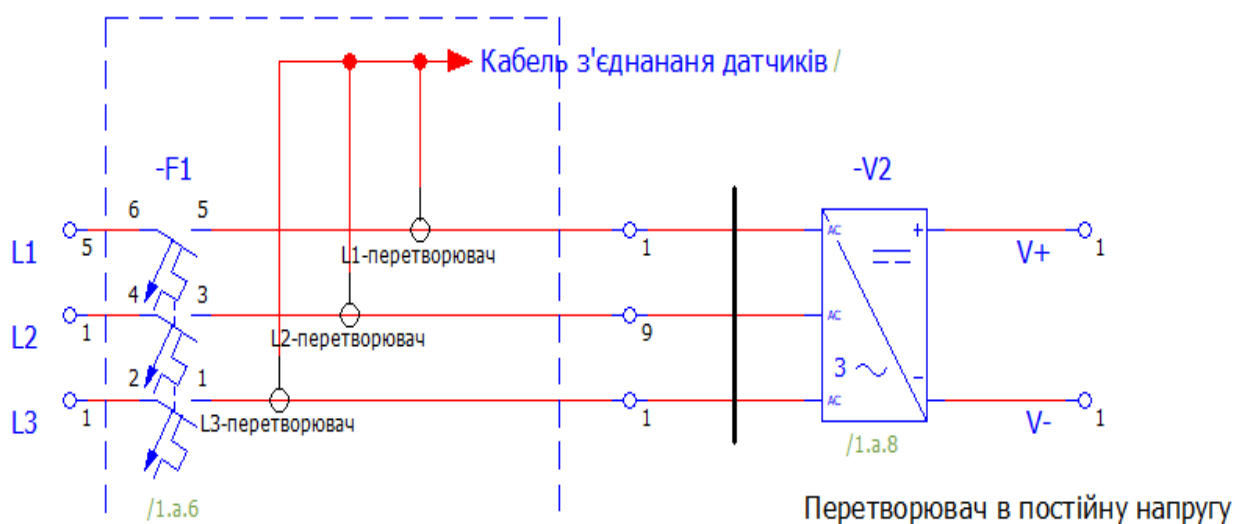 Кабель з'єднананя датчиків /
-F1
-V2
6 5
L1 5
L1-перетворювач
1
AC +
V+ 1
4 3
L2 1
L2-перетворювач
9
AC
2 1
3
L3 1
L3-перетворювач
1
AC -
V- 1
/1.a.6
/1.a.8
Перетворювач в постійну напругу